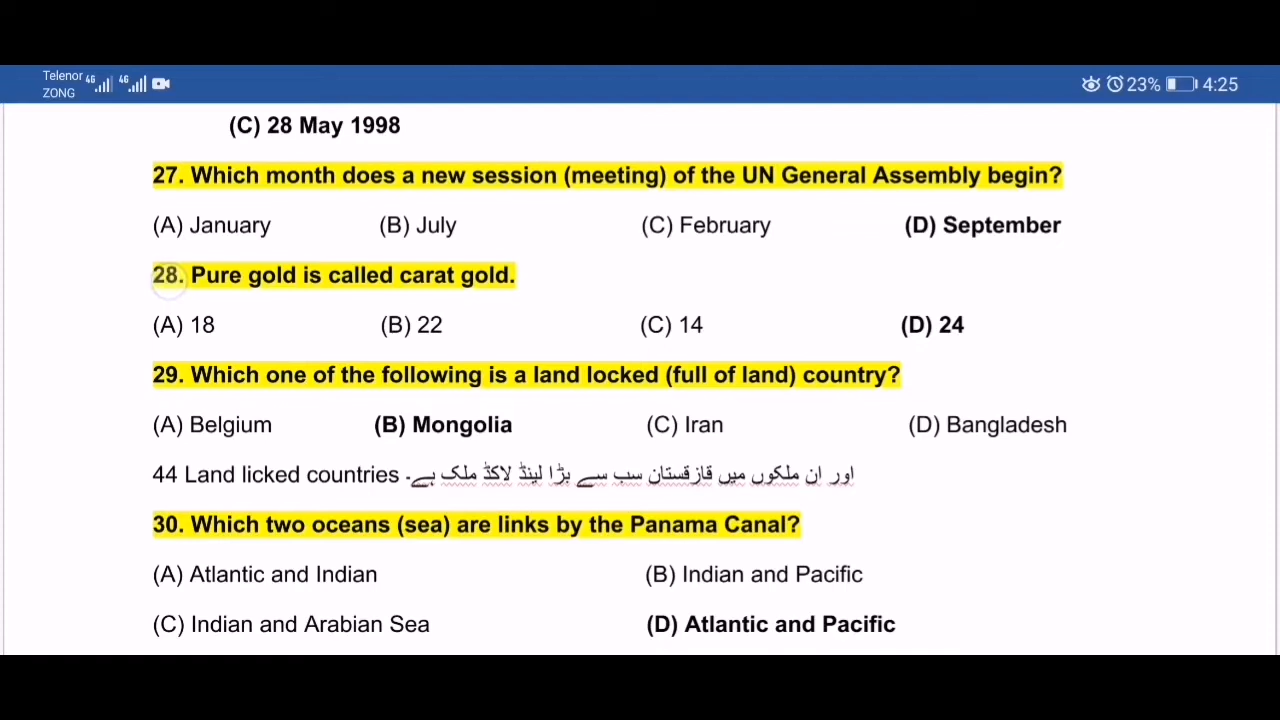 Telenor 4G 4G 23% 4:25
ZONG
(C) 28 May 1998
27. Which month does a new session (meeting) of the UN General Assembly begin?
(A) January (B) July (C) February (D) September
28. Pure gold is called carat gold.
(A) 18 (B) 22 (C) 14 (D) 24
29. Which one of the following is a land locked (full of land) country?
(A) Belgium (B) Mongolia (C) Iran (D) Bangladesh
44 Land licked countries اور ان ملکوں میں قازقستان سب سے بڑا لینڈ لاکڈ ملک ہے۔
30. Which two oceans (sea) are links by the Panama Canal?
(A) Atlantic and Indian (B) Indian and Pacific
(C) Indian and Arabian Sea (D) Atlantic and Pacific